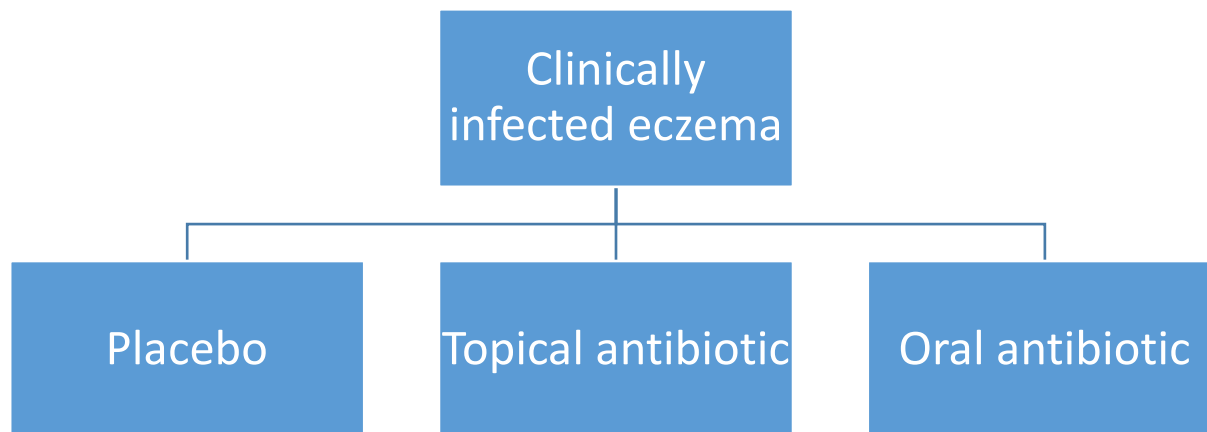 Clinically
infected eczema
Placebo
Topical antibiotic
Oral antibiotic